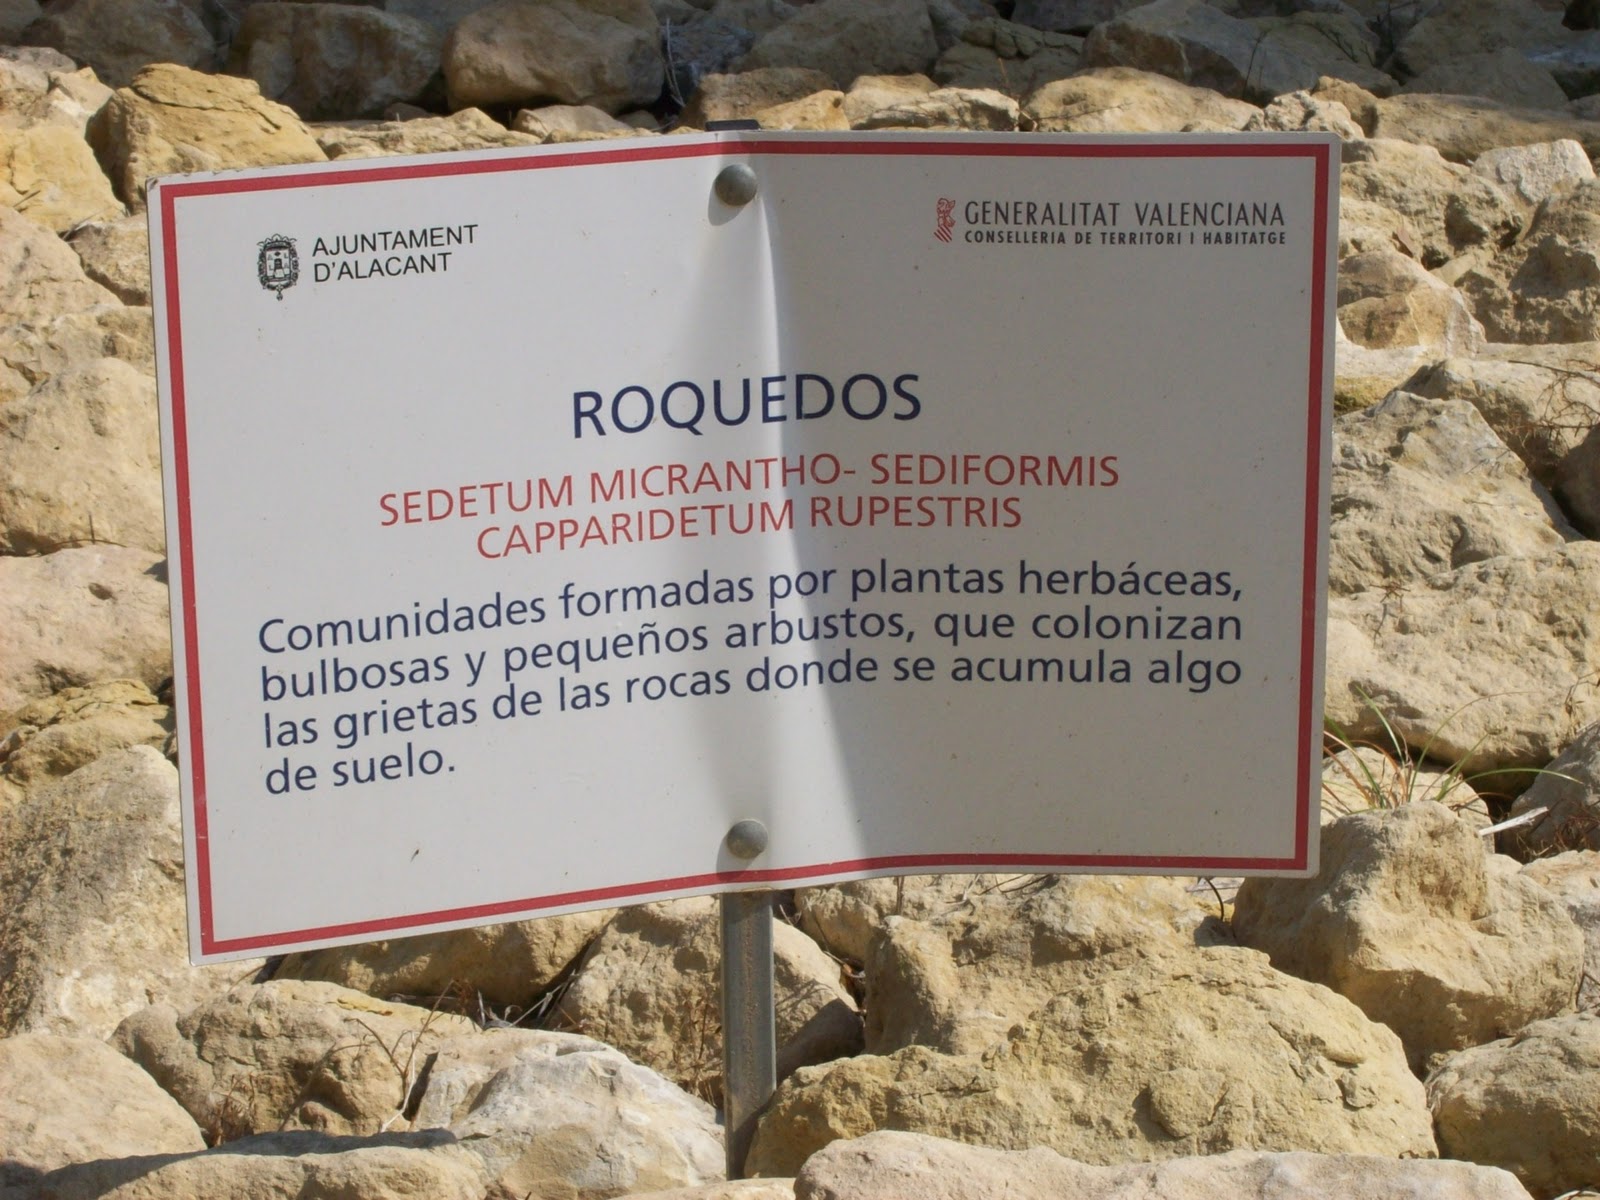 AJUNTAMENT
D'ALACANT
GENERALITAT VALENCIANA
CONSELLERIA DE TERRITORI I HABITATGE
ROQUEDOS
SEDETUM MICRANTHO- SEDIFORMIS
CAPPARIDETUM RUPESTRIS
Comunidades formadas por plantas herbáceas,
bulbosas y pequeños arbustos, que colonizan
las grietas de las rocas donde se acumula algo
de suelo.